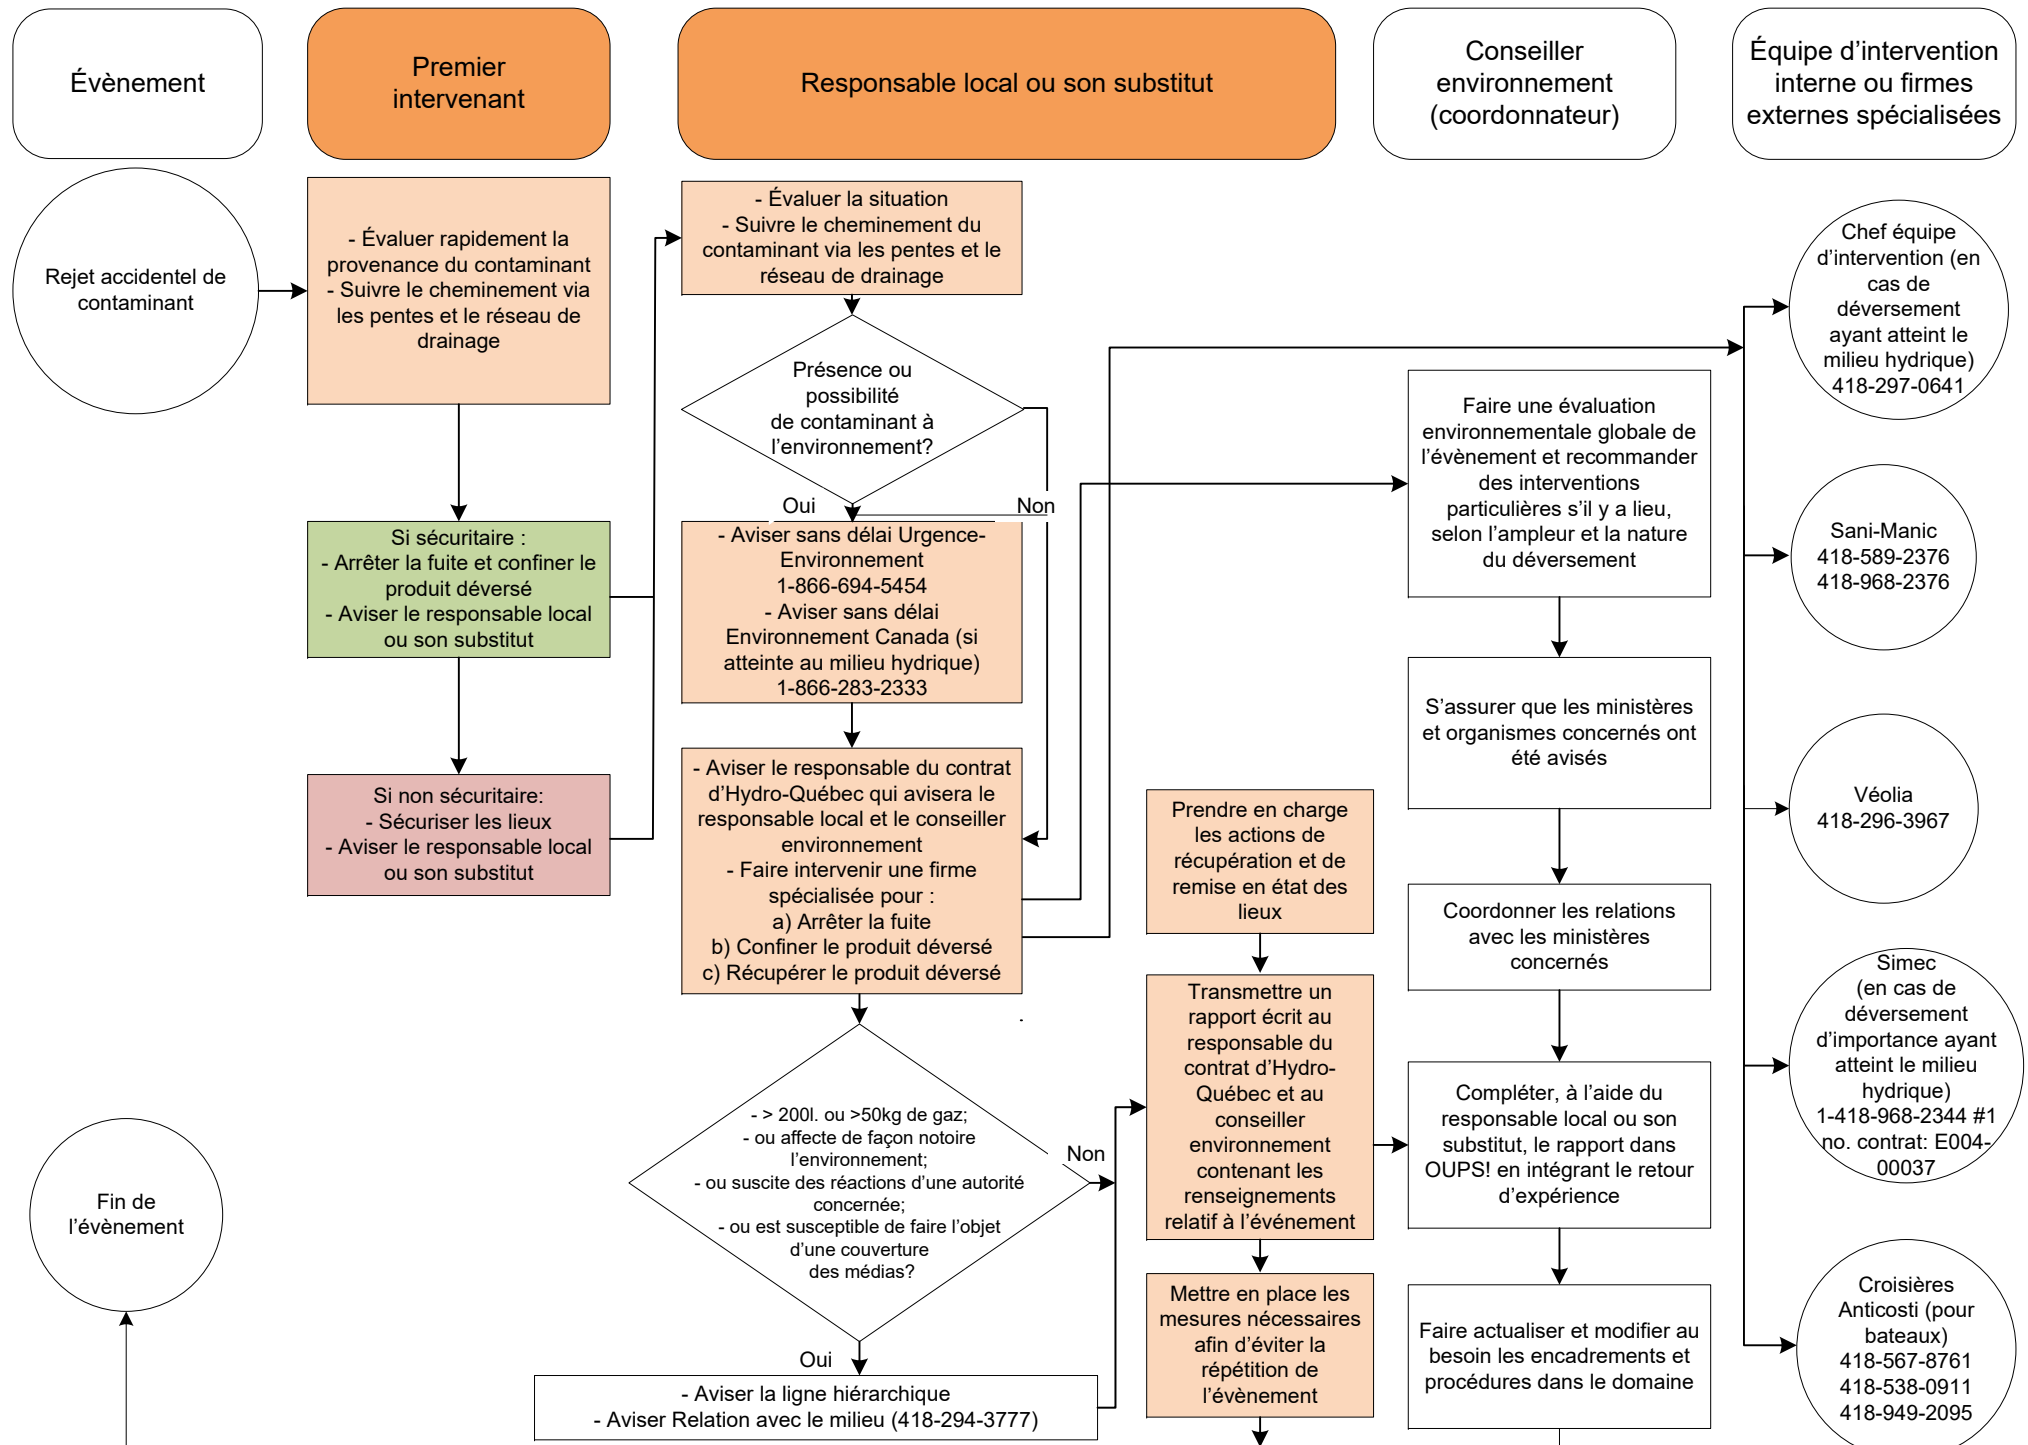 Évènement
Premier
intervenant
Responsable local ou son substitut
Conseiller
environnement
(coordonnateur)
Équipe d’intervention
interne ou firmes
externes spécialisées
Rejet accidentel de
contaminant
- Évaluer rapidement la
provenance du contaminant
- Suivre le cheminement via
les pentes et le réseau de
drainage
Si sécuritaire :
- Arrêter la fuite et confiner le
produit déversé
- Aviser le responsable local
ou son substitut
Si non sécuritaire:
- Sécuriser les lieux
- Aviser le responsable local
ou son substitut
- Évaluer la situation
- Suivre le cheminement du
contaminant via les pentes et le
réseau de drainage
Présence ou
possibilité
de contaminant à
l’environnement?
Oui
Non
- Aviser sans délai Urgence-
Environnement
1-866-694-5454
- Aviser sans délai
Environnement Canada (si
atteinte au milieu hydrique)
1-866-283-2333
- Aviser le responsable du contrat
d’Hydro-Québec qui avisera le
responsable local et le conseiller
environnement
- Faire intervenir une firme
spécialisée pour :
a) Arrêter la fuite
b) Confiner le produit déversé
c) Récupérer le produit déversé
- > 200l. ou >50kg de gaz;
- ou affecte de façon notoire
l’environnement;
- ou suscite des réactions d’une autorité
concernée;
- ou est susceptible de faire l’objet
d’une couverture
des médias?
Non
Oui
- Aviser la ligne hiérarchique
- Aviser Relation avec le milieu (418-294-3777)
Prendre en charge
les actions de
récupération et de
remise en état des
lieux
Transmettre un
rapport écrit au
responsable du
contrat d’Hydro-
Québec et au
conseiller
environnement
contenant les
renseignements
relatif à l’événement
Mettre en place les
mesures nécessaires
afin d’éviter la
répétition de
l’évènement
Faire une évaluation
environnementale globale de
l’évènement et recommander
des interventions
particulières s’il y a lieu,
selon l’ampleur et la nature
du déversement
S’assurer que les ministères
et organismes concernés ont
été avisés
Coordonner les relations
avec les ministères
concernés
Compléter, à l’aide du
responsable local ou son
substitut, le rapport dans
OUPS! en intégrant le retour
d’expérience
Faire actualiser et modifier au
besoin les encadrements et
procédures dans le domaine
Chef équipe
d’intervention (en
cas de
déversement
ayant atteint le
milieu hydrique)
418-297-0641
Sani-Manic
418-589-2376
418-968-2376
Véolia
418-296-3967
Simec
(en cas de
déversement
d’importance ayant
atteint le milieu
hydrique)
1-418-968-2344 #1
no. contrat: E004-
00037
Croisières
Anticosti (pour
bateaux)
418-567-8761
418-538-0911
418-949-2095
Fin de
l’évènement